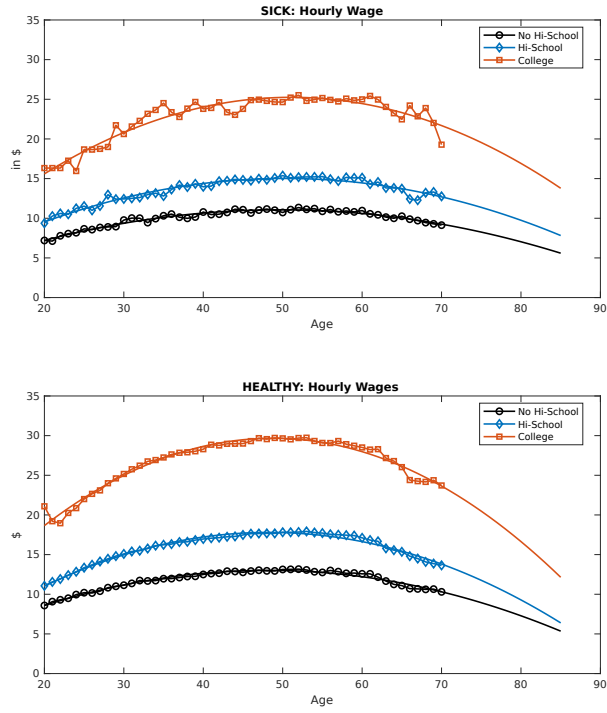 SICK: Hourly Wage
35
30
25
20
15
10
5
0
in $
No Hi-School
Hi-School
College
20 30 40 50 60 70 80 90
Age
HEALTHY: Hourly Wages
35
30
25
20
15
10
5
0
$
No Hi-School
Hi-School
College
20 30 40 50 60 70 80 90
Age